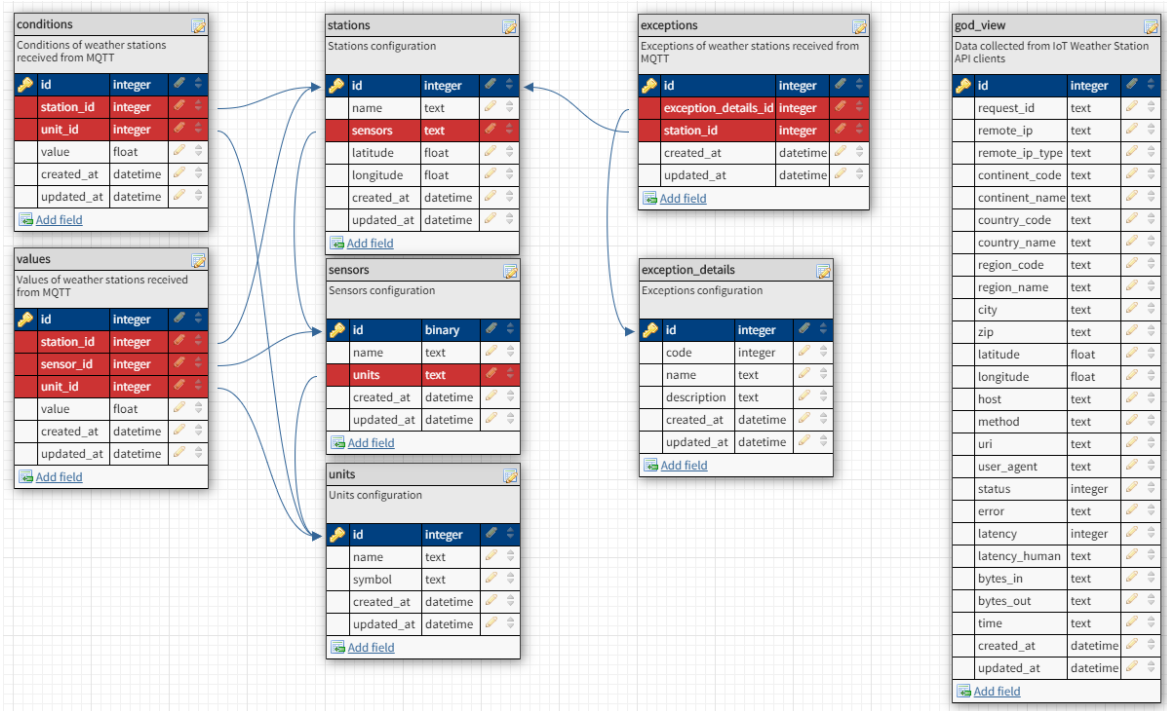 conditions
Conditions of weather stations
received from MQTT
id integer
station_id integer
unit_id integer
value float
created_at datetime
updated_at datetime
Add field
values
Values of weather stations received
from MQTT
id integer
station_id integer
sensor_id integer
unit_id integer
value float
created_at datetime
updated_at datetime
Add field
stations
Stations configuration
id integer
name text
sensors text
latitude float
longitude float
created_at datetime
updated_at datetime
Add field
sensors
Sensors configuration
id binary
name text
units text
created_at datetime
updated_at datetime
Add field
units
Units configuration
id integer
name text
symbol text
created_at datetime
updated_at datetime
Add field
exceptions
Exceptions of weather stations received from
MQTT
id integer
exception_details_id integer
station_id integer
created_at datetime
updated_at datetime
Add field
exception_details
Exceptions configuration
id integer
code integer
name text
description text
created_at datetime
updated_at datetime
Add field
god_view
Data collected from IoT Weather Station
API clients
id integer
request_id text
remote_ip text
remote_ip_type text
continent_code text
continent_name text
country_code text
country_name text
region_code text
region_name text
city text
zip text
latitude float
longitude float
host text
method text
uri text
user_agent text
status integer
error text
latency integer
latency_human text
bytes_in text
bytes_out text
time text
created_at datetime
updated_at datetime
Add field